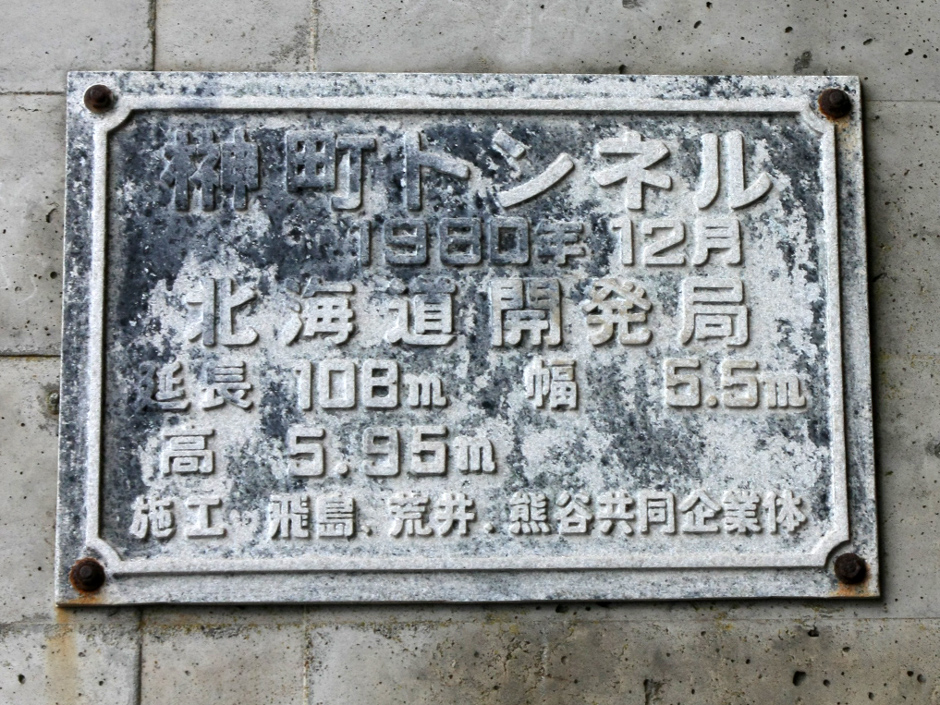 榊町トンネル
1980年12月
北海道開発局
延長 108m 幅 5.5m
高 5.95m
施工 飛島、荒井、熊谷共同企業体